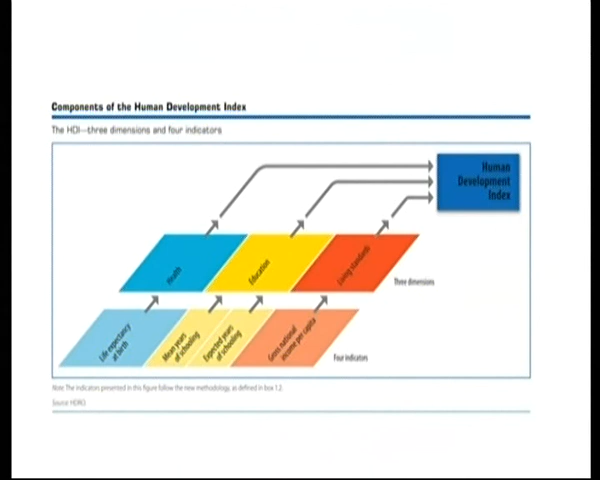 Components of the Human Development Index
The HDI—three dimensions and four indicators
Human
Development
Index
Health
Education
Living standards
Three dimensions
Life expectancy
at birth
Mean years
of schooling
Expected years
of schooling
Gross national
income per capita
Four indicators
Note: The indicators presented in this figure follow the new methodology, as defined in box 1.2.
Source: HDRO.